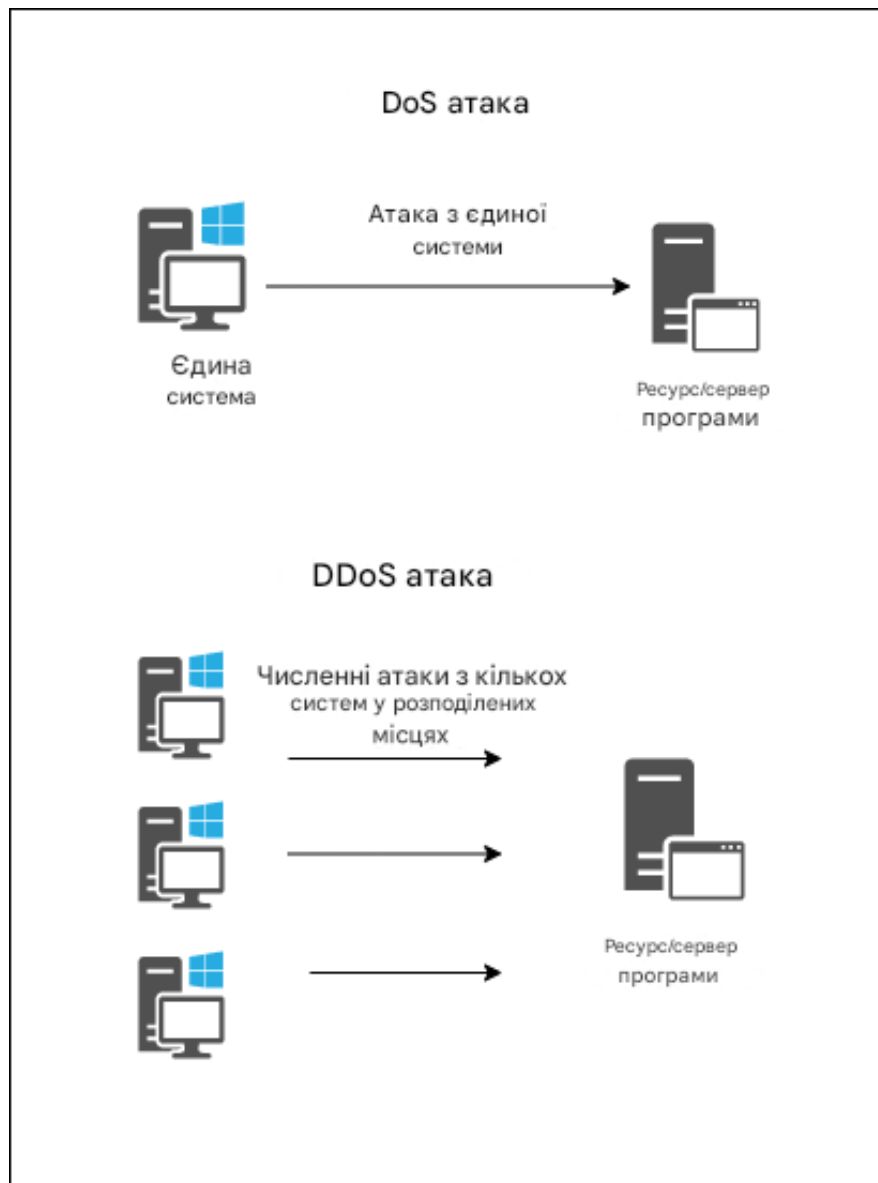 DoS атака
Атака з єдиної
системи
Єдина
система
Ресурс/сервер
програми
DDoS атака
Численні атаки з кількох
систем у розподілених
місцях
Ресурс/сервер
програми